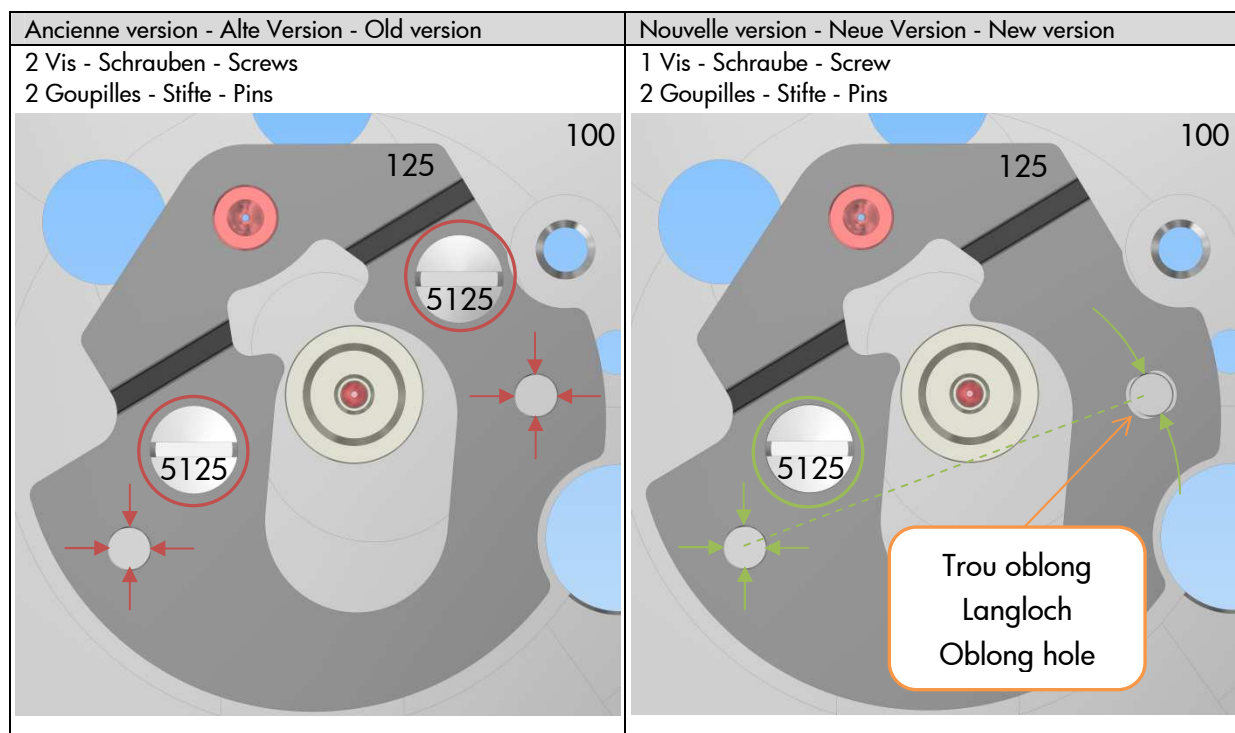 Ancienne version - Alte Version - Old version
2 Vis - Schrauben - Screws
2 Goupilles - Stifte - Pins
100
125
5125
5125
Nouvelle version - Neue Version - New version
1 Vis - Schraube - Screw
2 Goupilles - Stifte - Pins
100
125
5125
Trou oblong
Langloch
Oblong hole